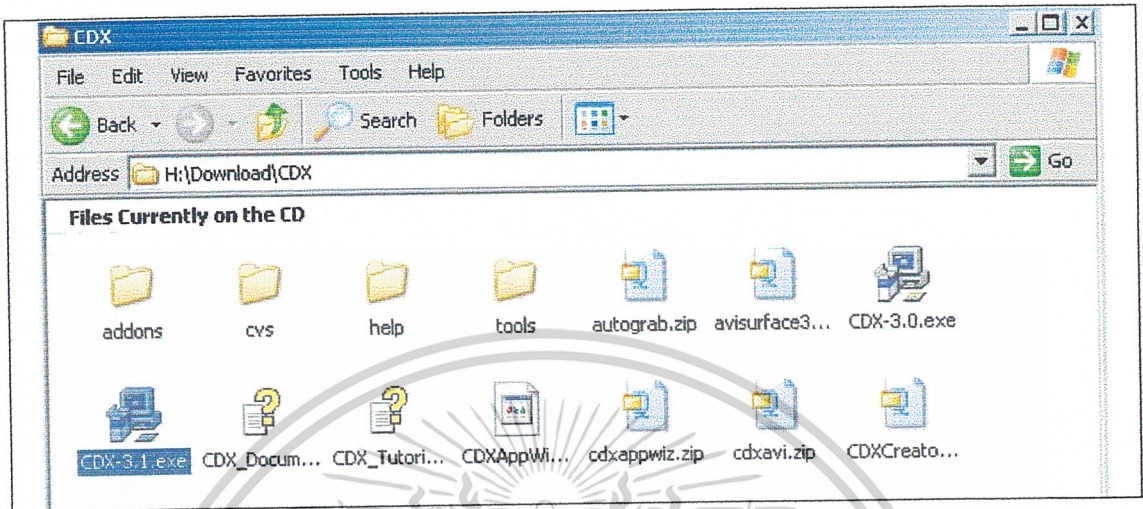 CDX
File Edit View Favorites Tools Help
Back Search Folders
Address H:\Download\CDX Go
Files Currently on the CD
addons cvs help tools autograb.zip avisurface3... CDX-3.0.exe
CDX-3.1.exe CDX_Docum... CDX_Tutori... CDXAppWi... cdxappwiz.zip cdxavi.zip CDXCreato...